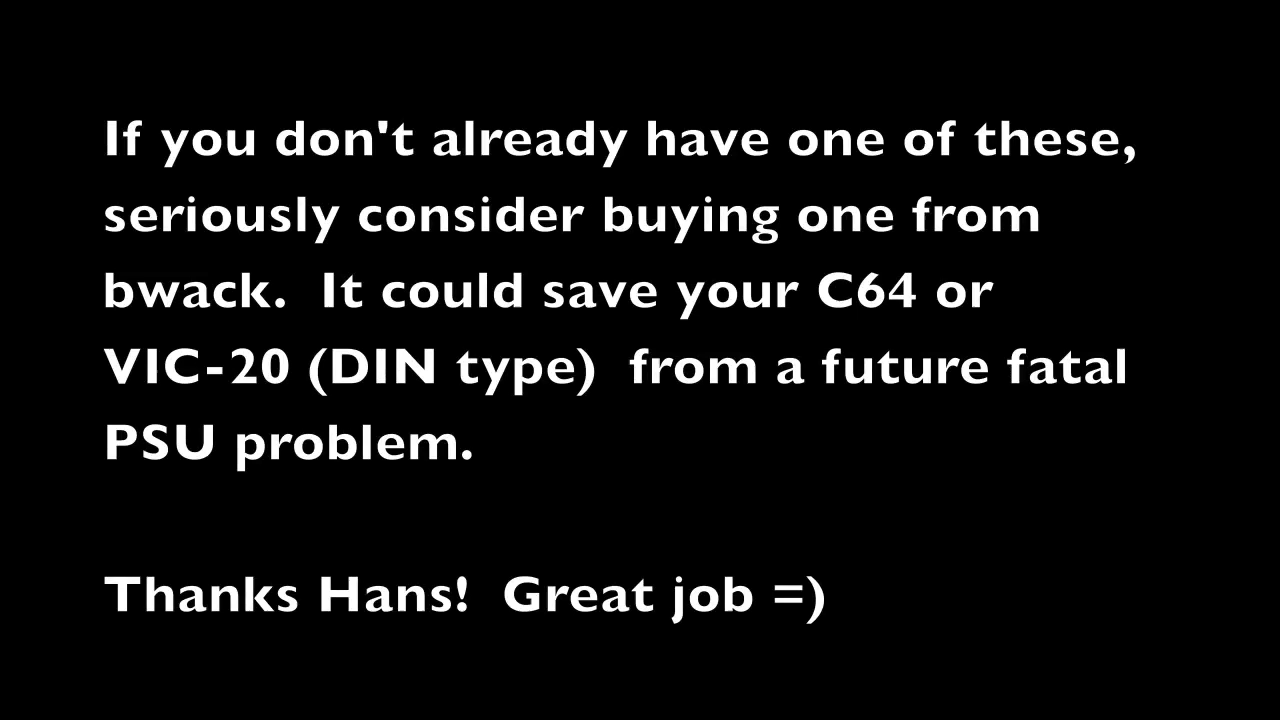 If you don't already have one of these,
seriously consider buying one from
bwack.  It could save your C64 or
VIC-20 (DIN type)  from a future fatal
PSU problem.
Thanks Hans!  Great job =)